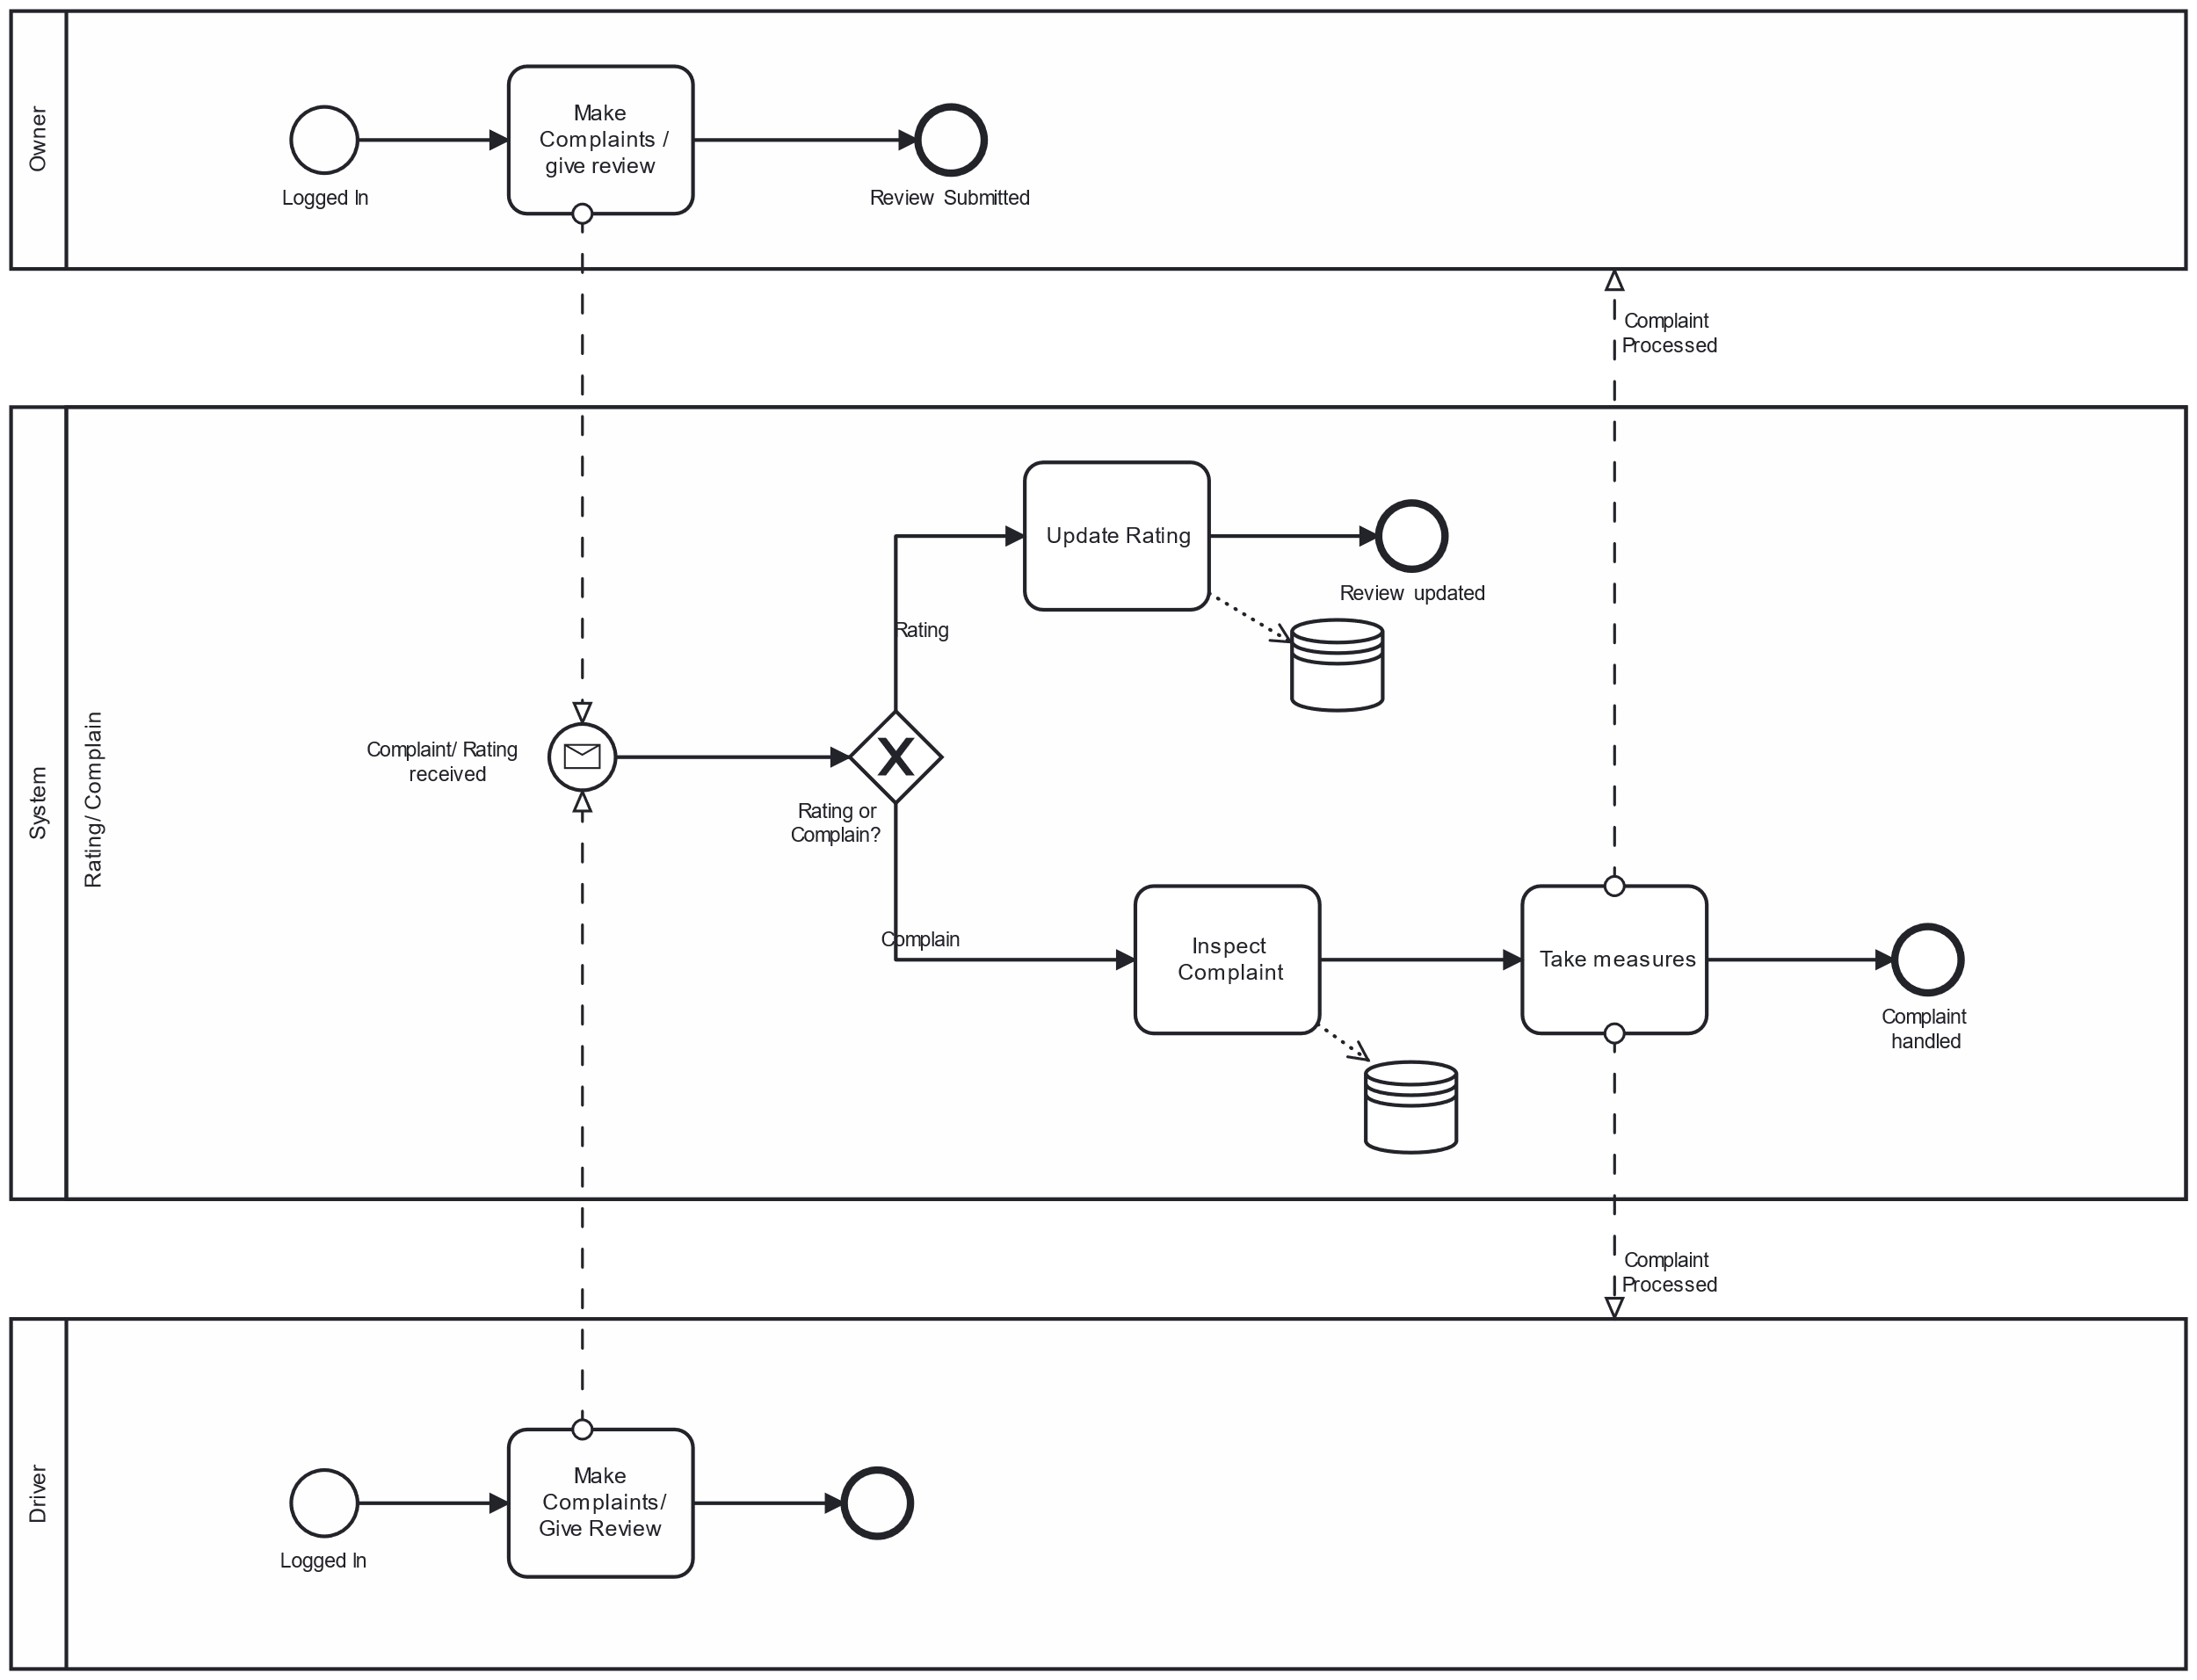 Owner
Make
Complaints /
give review
Logged In
Review Submitted
Complaint
Processed
System
Rating/ Complain
Update Rating
Review updated
Rating
Complaint/ Rating
received
Rating or
Complain?
Complain
Inspect
Complaint
Take measures
Complaint
handled
Complaint
Processed
Driver
Make
Complaints/
Give Review
Logged In